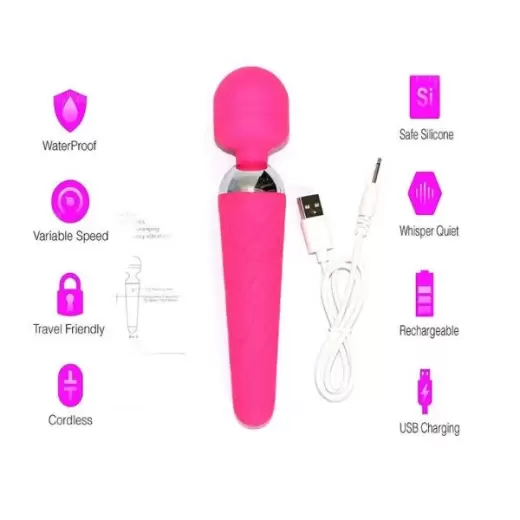 WaterProof
Variable Speed
Travel Friendly
Cordless
Si
Safe Silicone
Whisper Quiet
Rechargeable
USB Charging